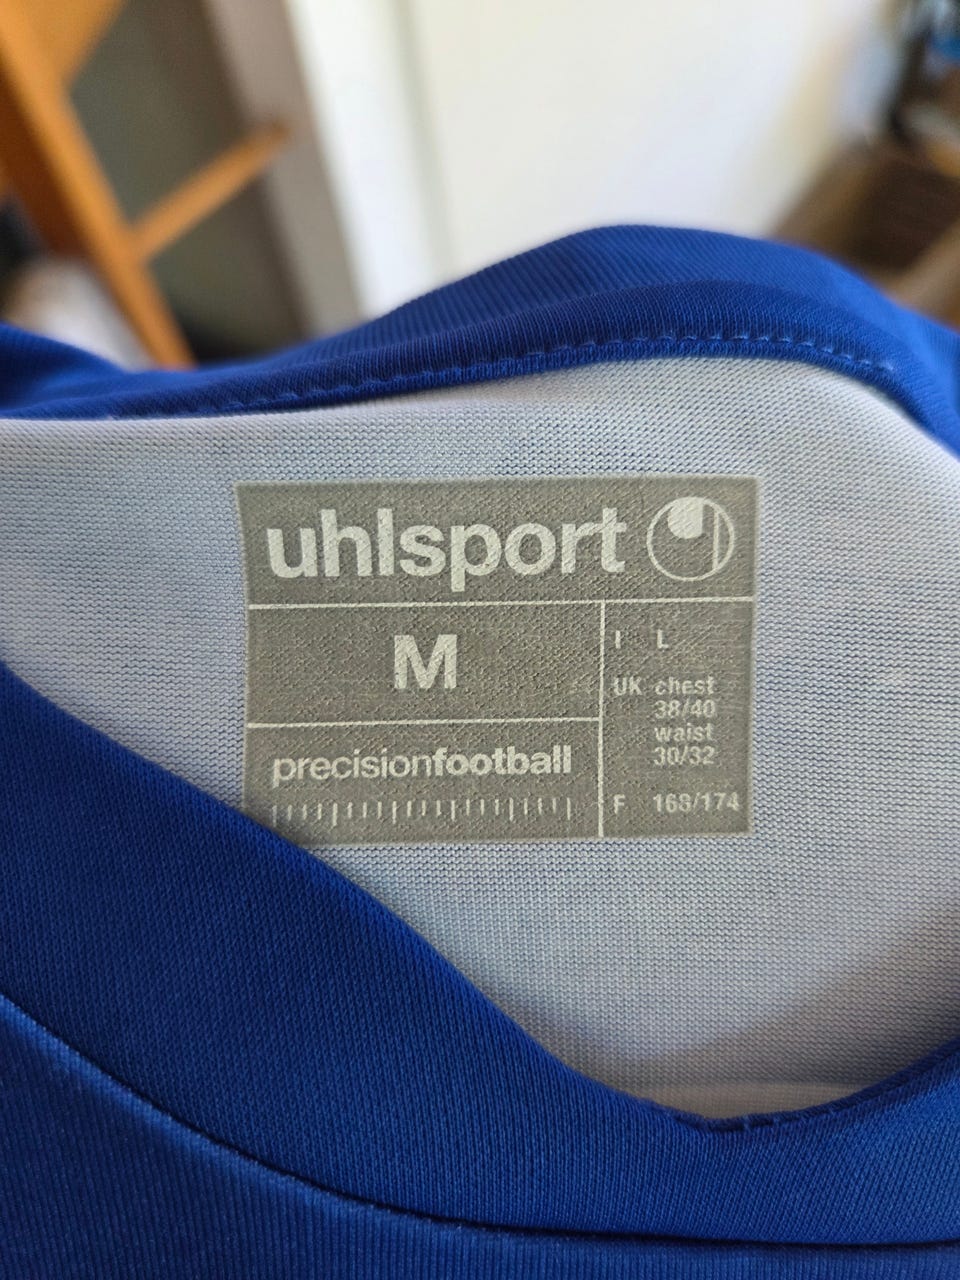 uhlsport
M
precisionfootball
I L
UK chest
38/40
waist
30/32
F 168/174